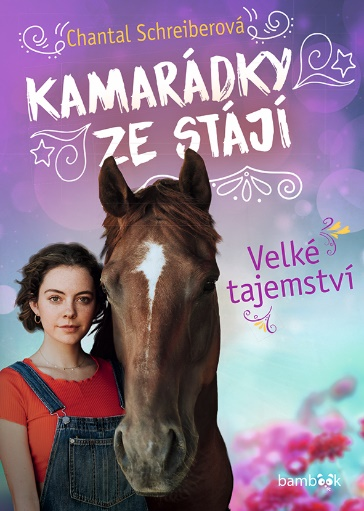 Chantal Schreiberová
KAMARÁDKY
ZE STÁJÍ
Velké
tajemství
bambook